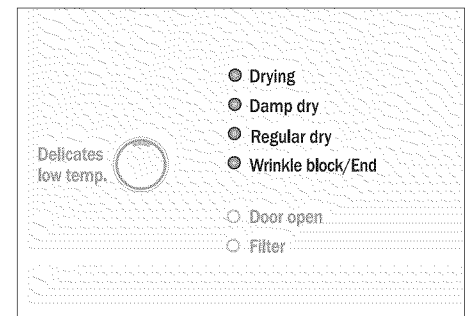 Drying
Damp dry
Regular dry
Delicates
low temp.
Wrinkle block/End
Door open
Filter